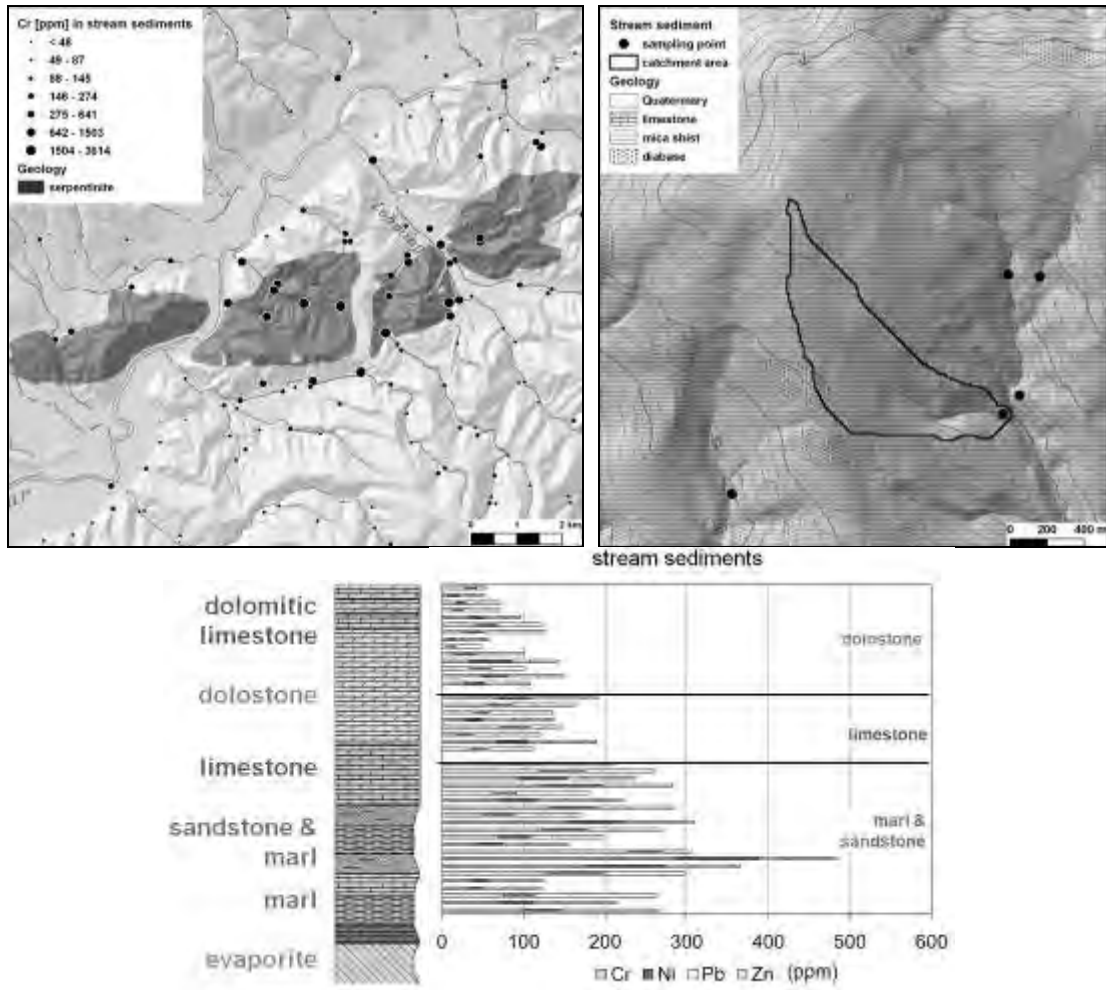 Cr [ppm] in stream sediments
< 48
49 - 87
88 - 145
146 - 274
275 - 641
642 - 1503
1504 - 3614
Geology
serpentinite
0 1 2 km
Stream sediment
sampling point
catchment area
Geology
Quaternary
limestone
mica shist
diabase
0 200 400 m
stream sediments
dolomitic
limestone
dolostone
limestone
sandstone &
marl
marl
evaporite
dolostone
limestone
marl &
sandstone
0 100 200 300 400 500 600
Cr Ni Pb Zn (ppm)